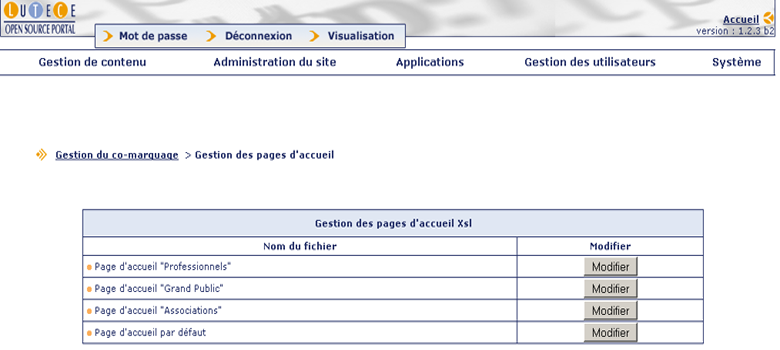 LUTECE
OPEN SOURCE PORTAL
Mot de passe Déconnexion Visualisation
Accueil
version : 1.2.3 b2
Gestion de contenu Administration du site Applications Gestion des utilisateurs Système
Gestion du co-marquage > Gestion des pages d'accueil
Gestion des pages d'accueil Xsl
Nom du fichier Modifier
Page d'accueil "Professionnels" Modifier
Page d'accueil "Grand Public" Modifier
Page d'accueil "Associations" Modifier
Page d'accueil par défaut Modifier